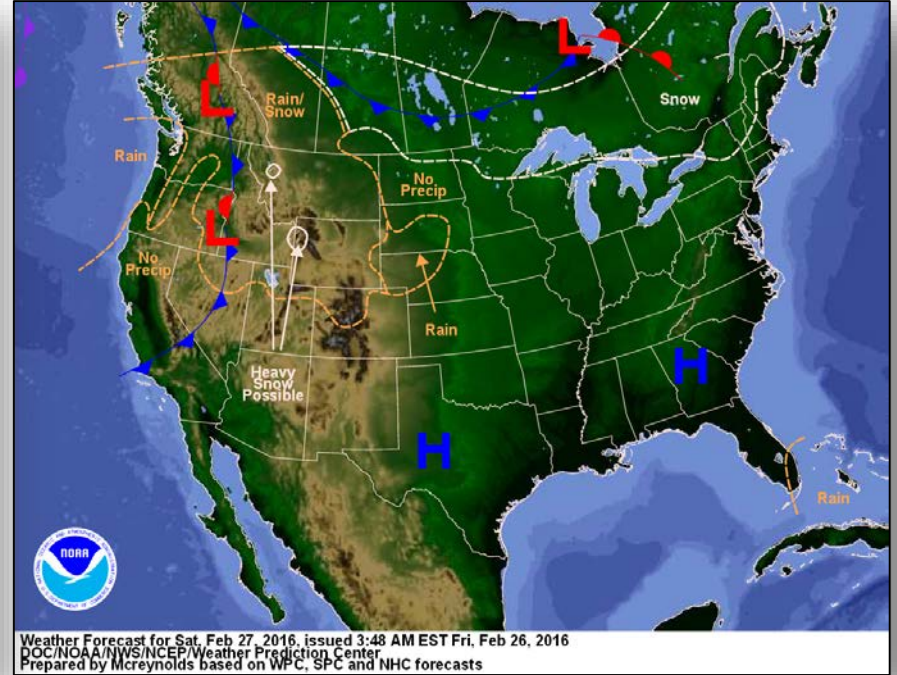 L
L
Rain/
Snow
Snow
Rain
No
Precip
L
No
Precip
Rain
Heavy
Snow
Possible
H
H
Rain
NOAA
Weather Forecast for Sat, Feb 27, 2016, issued 3:48 AM EST Fri, Feb 26, 2016
DOC/NOAA/NWS/NCEP/Weather Prediction Center
Prepared by Mcreynolds based on WPC, SPC and NHC forecasts